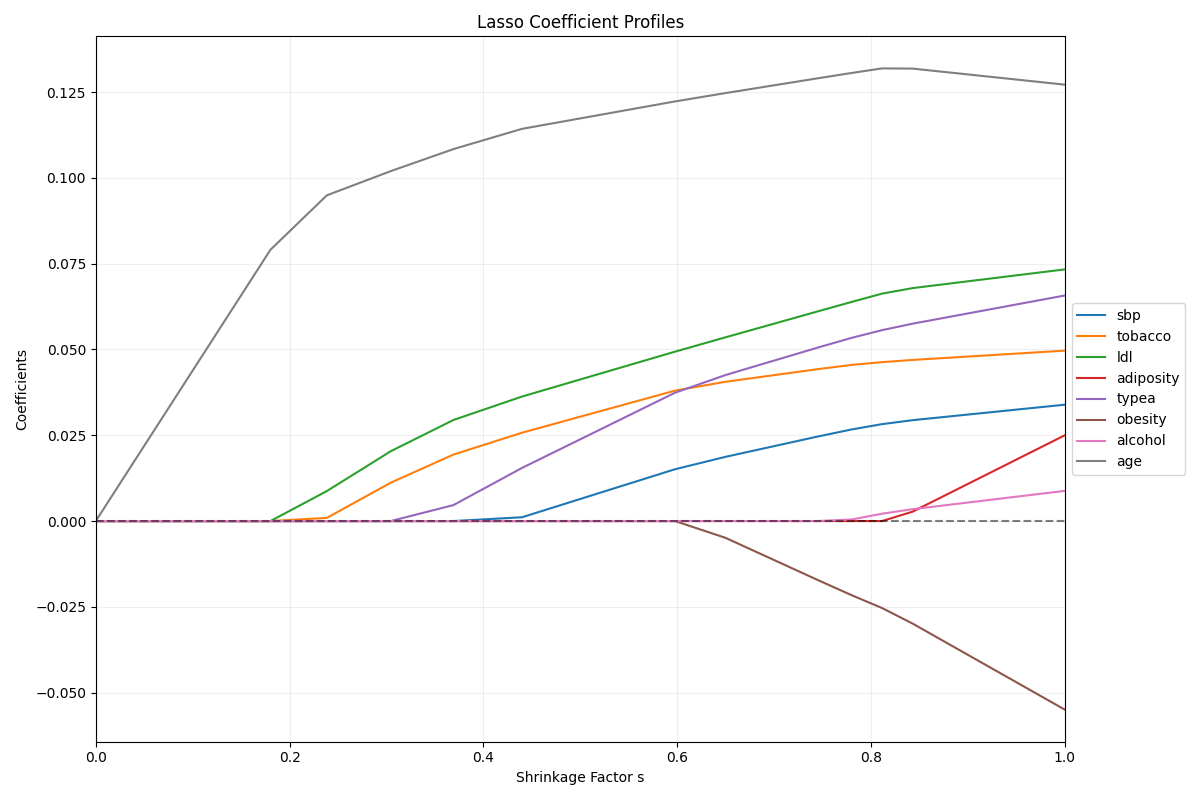 Lasso Coefficient Profiles
Coefficients
0.125
0.100
0.075
0.050
0.025
0.000
−0.025
−0.050
0.0 0.2 0.4 0.6 0.8 1.0
Shrinkage Factor s
sbp
tobacco
ldl
adiposity
typea
obesity
alcohol
age